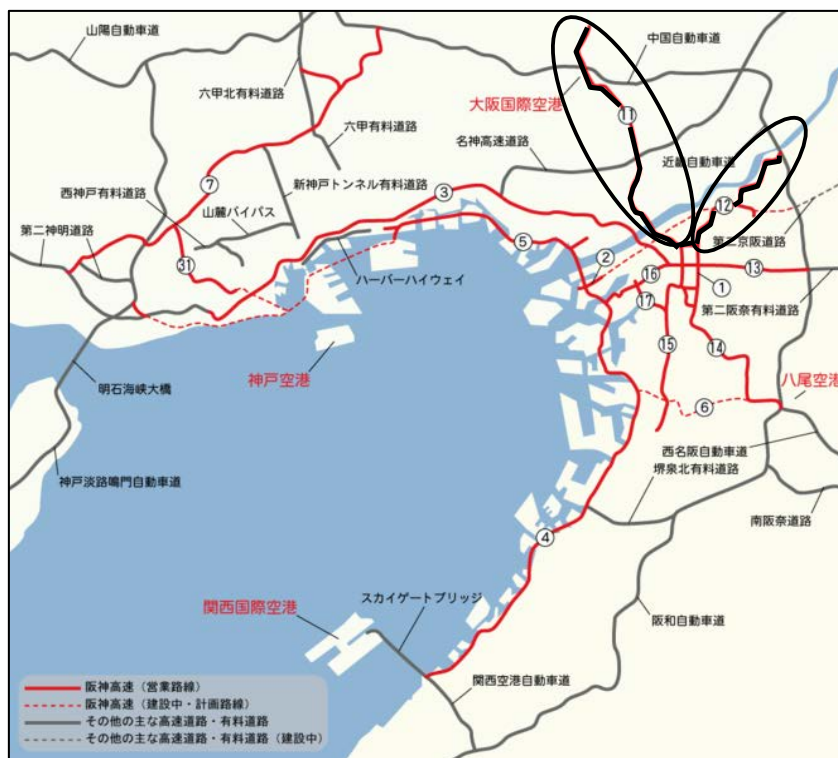 山陽自動車道
中国自動車道
六甲北有料道路
大阪国際空港
⑪
六甲有料道路
名神高速道路
近畿自動車道
⑦
西神戸有料道路
新神戸トンネル有料道路
③
⑫
山麓バイパス
第二神明道路
⑤
第二京阪道路
㉛
②
⑯
⑬
ハーバーハイウェイ
①
⑰
第二阪奈有料道路
⑮
⑭
神戸空港
八尾空港
明石海峡大橋
⑥
西名阪自動車道
堺泉北有料道路
神戸淡路鳴門自動車道
南阪奈道路
④
スカイゲートブリッジ
関西国際空港
阪和自動車道
関西空港自動車道
阪神高速（営業路線）
阪神高速（建設中・計画路線）
その他の主な高速道路・有料道路
その他の主な高速道路・有料道路（建設中）